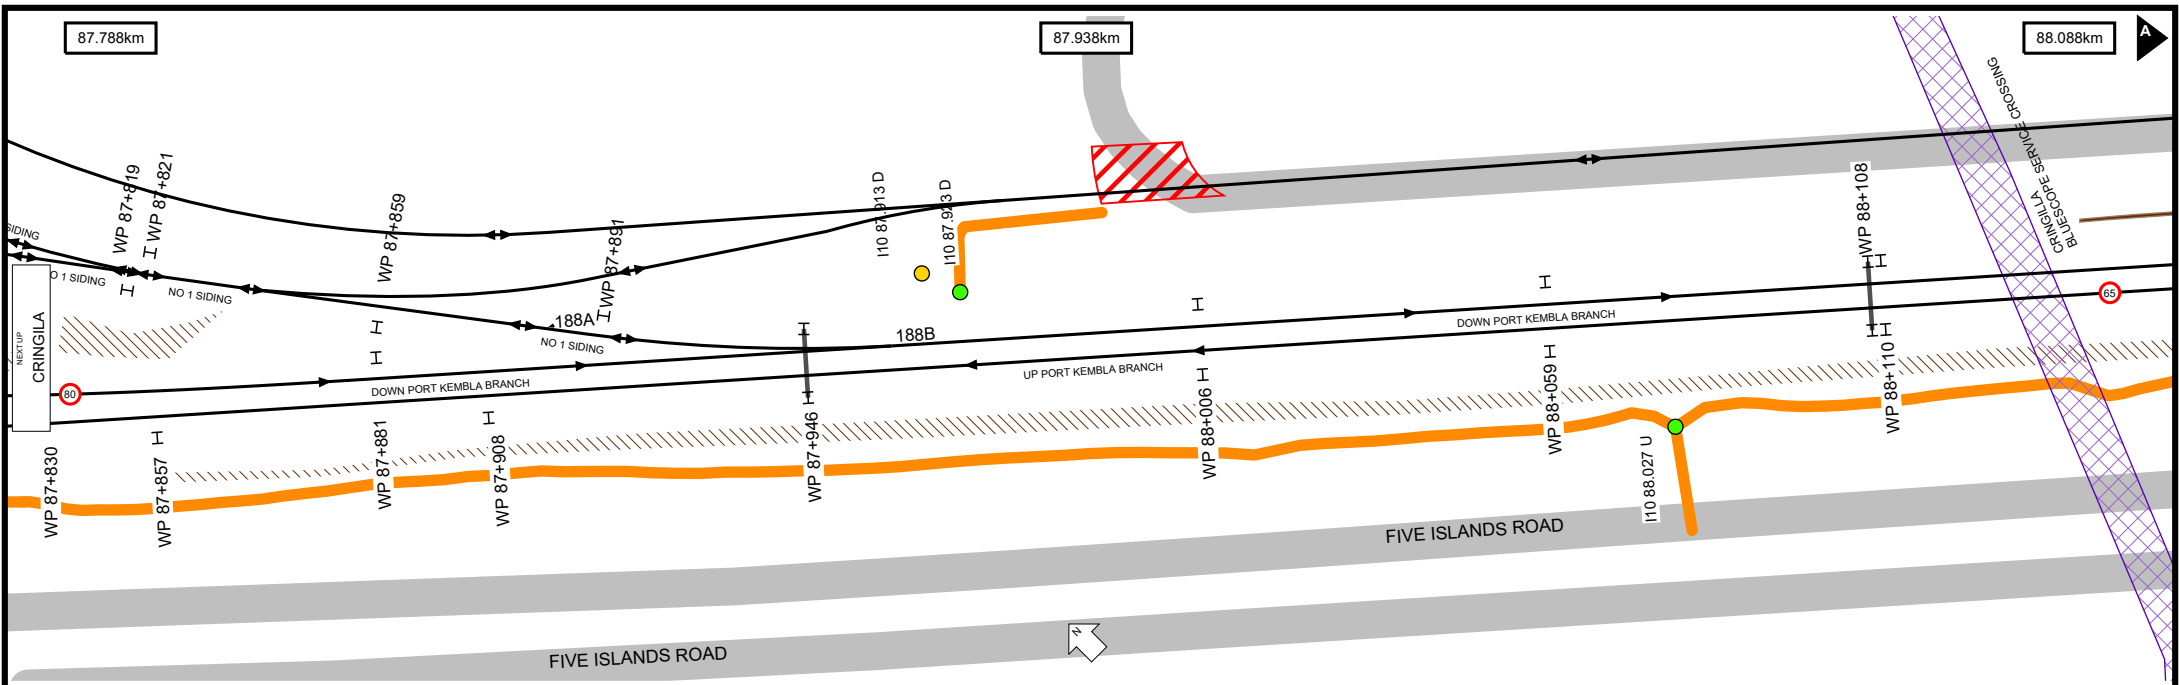 87.788km
87.938km
88.088km
A
WP 87+819
WP 87+821
WP 87+859
WP 87+891
I10 87.913 D
I10 87.923 D
WP 88+108
CRINGILLA
BLUESCOPE SERVICE CROSSING
SIDING
O 1 SIDING
NO 1 SIDING
NEXT UP
CRINGILA
188A
NO 1 SIDING
188B
DOWN PORT KEMBLA BRANCH
65
80
DOWN PORT KEMBLA BRANCH
UP PORT KEMBLA BRANCH
WP 87+830
WP 87+857
WP 87+881
WP 87+908
WP 87+946
WP 88+006
WP 88+059
I10 88.027 U
WP 88+110
FIVE ISLANDS ROAD
N
FIVE ISLANDS ROAD